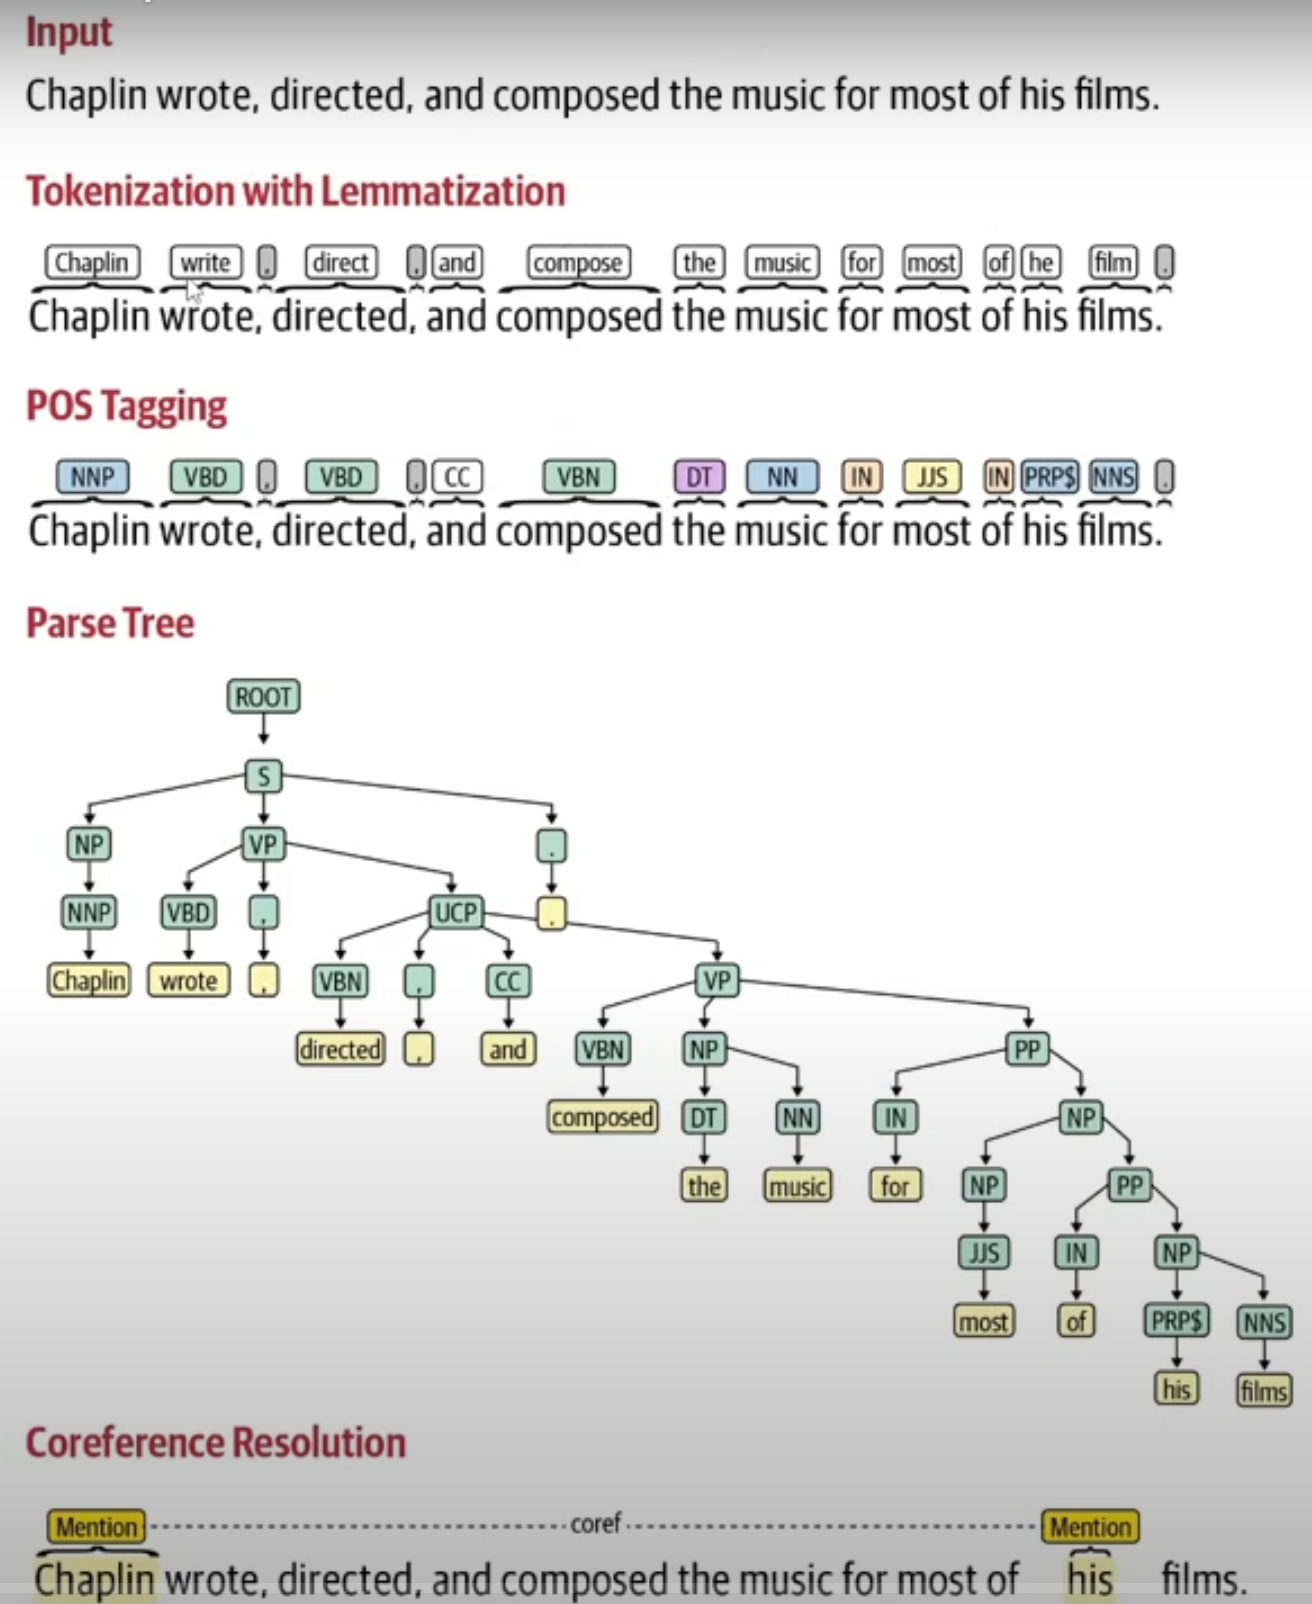 Input
Chaplin wrote, directed, and composed the music for most of his films.
Tokenization with Lemmatization
Chaplin write , direct , and compose the music for most of he film .
Chaplin wrote, directed, and composed the music for most of his films.
POS Tagging
NNP VBD , VBD , CC VBN DT NN IN JJS IN PRP$ NNS .
Chaplin wrote, directed, and composed the music for most of his films.
Parse Tree
ROOT
S
NP VP .
NNP VBD , UCP .
Chaplin wrote , VBN , CC VP
directed , and VBN NP PP
composed DT NN IN NP
the music for NP PP
JJS IN NP
most of PRP$ NNS
his films
Coreference Resolution
Mention coref Mention
Chaplin wrote, directed, and composed the music for most of his films.